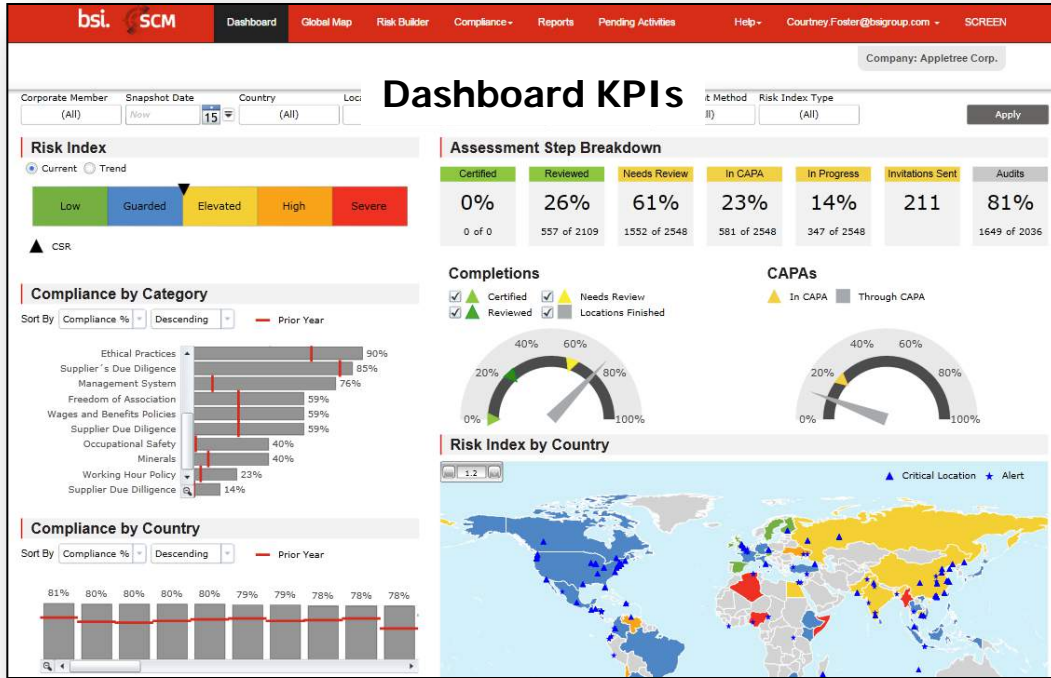 bsi. SCM Dashboard Global Map Risk Builder Compliance Reports Pending Activities Help Courtney.Foster@bsigroup.com SCREEN
Company: Appletree Corp.
Dashboard KPIs
Corporate Member Snapshot Date Country Method Risk Index Type
(All) Now 15 (All) (All) Apply
Risk Index
Current Trend
Low Guarded Elevated High Severe
CSR
Assessment Step Breakdown
Certified Reviewed Needs Review In CAPA In Progress Invitations Sent Audits
0% 26% 61% 23% 14% 211 81%
0 of 0 557 of 2109 1552 of 2548 581 of 2548 347 of 2548 1649 of 2036
Compliance by Category
Sort By Compliance % Descending Prior Year
Ethical Practices 90%
Supplier´s Due Diligence 85%
Management System 76%
Freedom of Association 59%
Wages and Benefits Policies 59%
Supplier Due Diligence 59%
Occupational Safety 40%
Minerals 40%
Working Hour Policy 23%
Supplier Due Dilligence 14%
Completions
Certified Needs Review
Reviewed Locations Finished
40% 60%
20% 80%
0% 100%
CAPAs
In CAPA Through CAPA
40% 60%
20% 80%
0% 100%
Compliance by Country
Sort By Compliance % Descending Prior Year
81% 80% 80% 80% 80% 79% 79% 78% 78% 78%
Risk Index by Country
1.2 Critical Location Alert